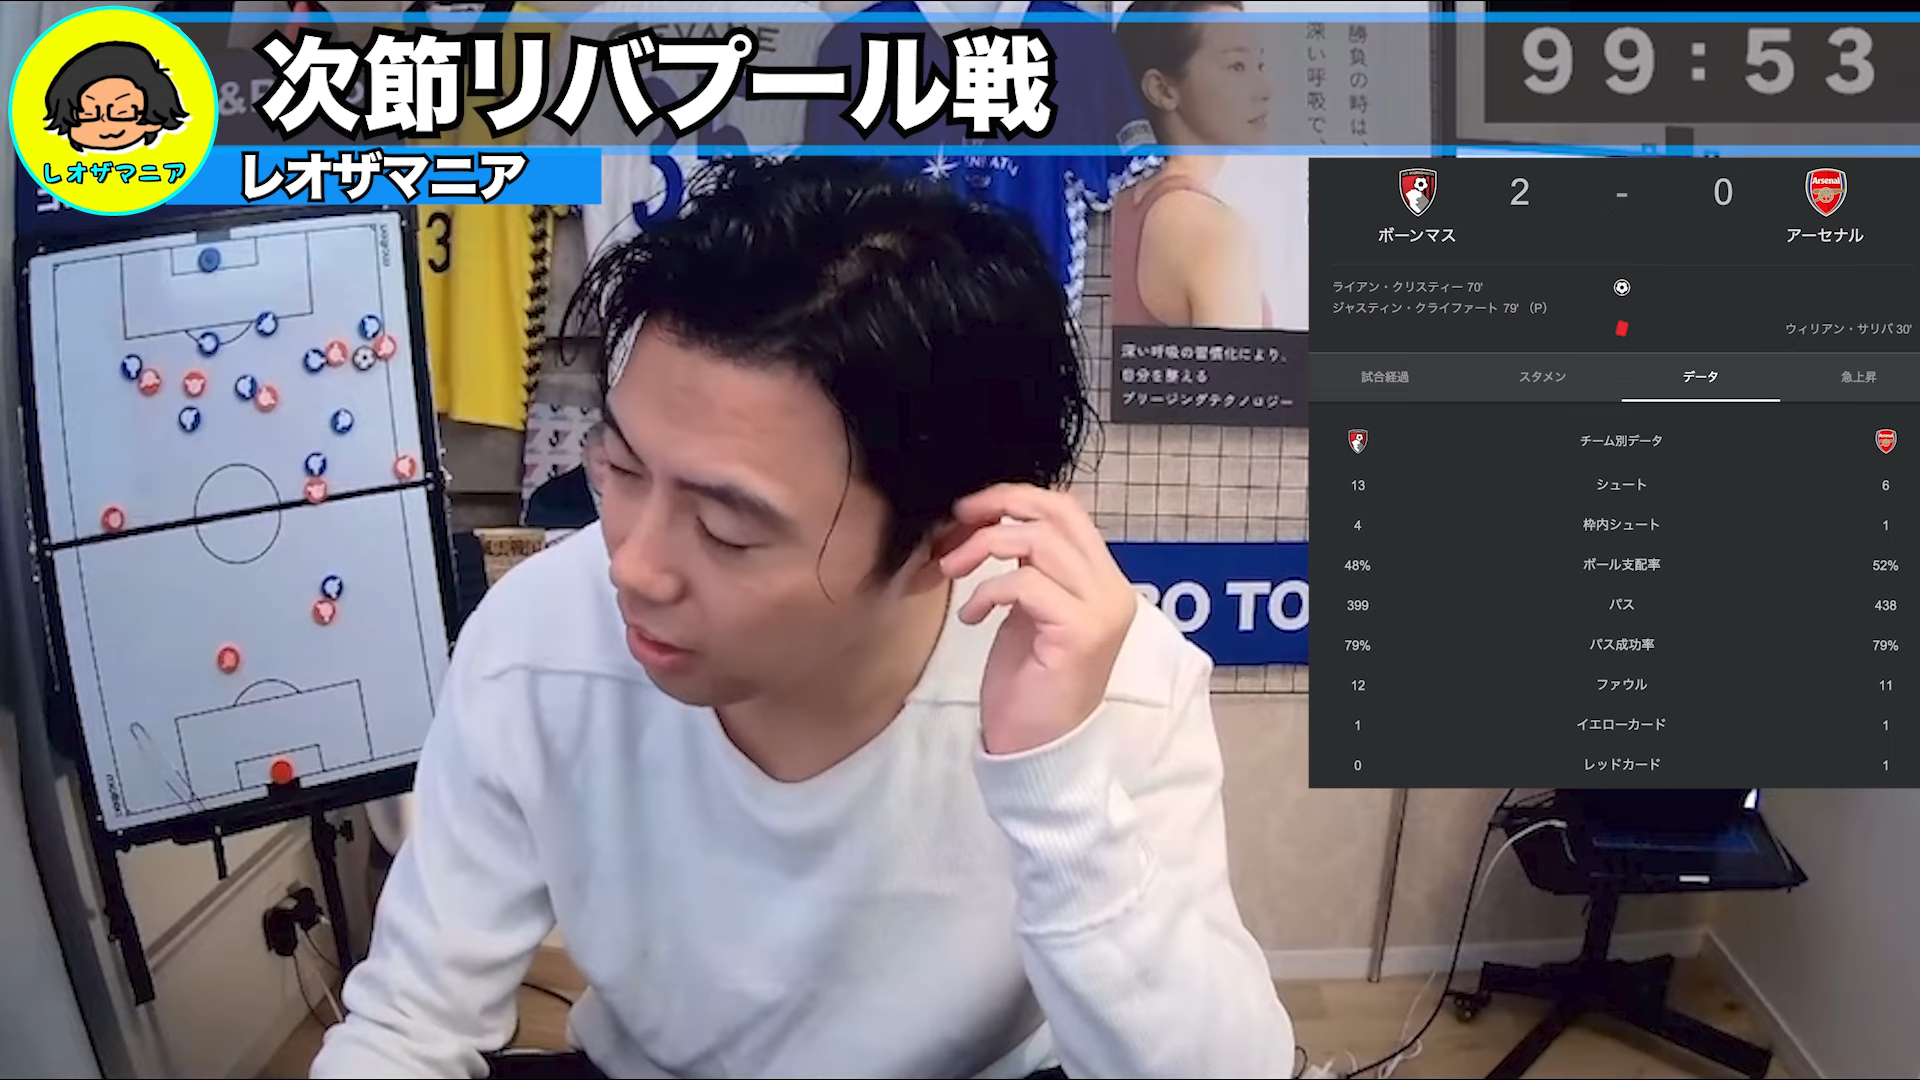 次節リバプール戦
レオザマニア
レオザマニア
99:53
勝負の時は、
深い呼吸で、
深い呼吸の習慣化により、
自分を整える
ブリージングテクノロジー
3
molten
TO
2 - 0
Arsenal
ボーンマス アーセナル
ライアン・クリスティー 70'
ジャスティン・クライファート 79' (P)
ウィリアン・サリバ 30'
試合経過 スタメン データ 急上昇
チーム別データ
13 シュート 6
4 枠内シュート 1
48% ボール支配率 52%
399 パス 438
79% パス成功率 79%
12 ファウル 11
1 イエローカード 1
0 レッドカード 1